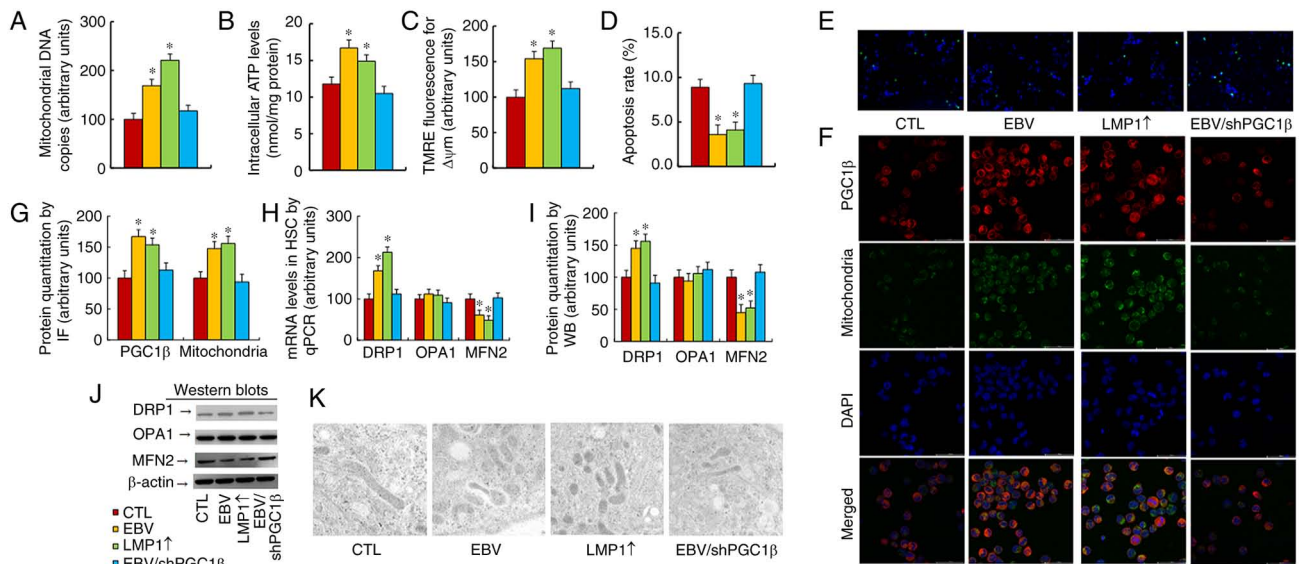 A
Mitochondrial DNA
copies (arbitrary units)
300
200
100
0
*
*
B
Intracellular ATP levels
(nmol/mg protein)
20
15
10
5
0
*
*
C
TMRE fluorescence for
Δψm (arbitrary units)
200
150
100
50
0
*
*
D
Apoptosis rate (%)
15.0
10.0
5.0
0.0
*
*
E
CTL
EBV
LMP1↑
EBV/shPGC1β
F
PGC1β
Mitochondria
DAPI
Merged
G
Protein quantitation by
IF (arbitrary units)
200
150
100
50
0
*
*
*
*
PGC1β
Mitochondria
H
mRNA levels in HSC by
qPCR (arbitrary units)
300
200
100
0
*
*
*
*
DRP1
OPA1
MFN2
I
Protein quantitation by
WB (arbitrary units)
200
150
100
50
0
*
*
*
*
DRP1
OPA1
MFN2
J
Western blots
DRP1 →
OPA1 →
MFN2 →
β-actin →
CTL
EBV
LMP1↑
EBV/
shPGC1β
CTL
EBV
LMP1↑
EBV/shPGC1β
K
CTL
EBV
LMP1↑
EBV/shPGC1β